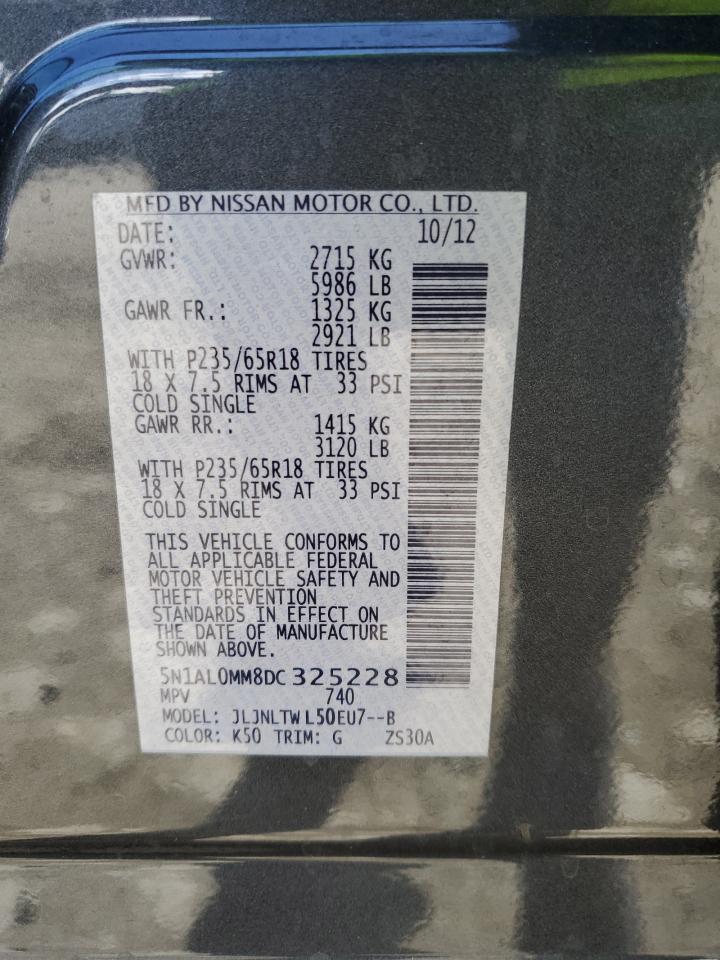 MFD BY NISSAN MOTOR CO., LTD.
DATE: 10/12
GVWR: 2715 KG
5986 LB
GAWR FR.: 1325 KG
2921 LB
WITH P235/65R18 TIRES
18 X 7.5 RIMS AT 33 PSI
COLD SINGLE
GAWR RR.: 1415 KG
3120 LB
WITH P235/65R18 TIRES
18 X 7.5 RIMS AT 33 PSI
COLD SINGLE
THIS VEHICLE CONFORMS TO
ALL APPLICABLE FEDERAL
MOTOR VEHICLE SAFETY AND
THEFT PREVENTION
STANDARDS IN EFFECT ON
THE DATE OF MANUFACTURE
SHOWN ABOVE.
5N1AL0MM8DC 325228
MPV 740
MODEL: JLJNLTW L50EU7--B
COLOR: K50 TRIM: G ZS30A